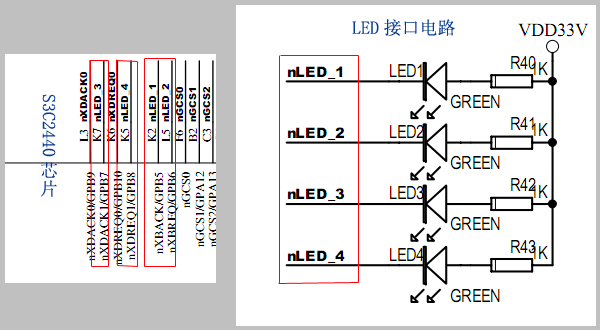 S3C2440 芯片
L3 nXDACK0
K7 nLED_3
K6 nXDREQ0
K5 nLED_4
K2 nLED_1
L5 nLED_2
F6 nGCS0
B2 nGCS1
C3 nGCS2
nXDACK0/GPB9
nXDACK1/GPB7
nXDREQ0/GPB10
nXDREQ1/GPB8
nXBACK/GPB5
nXBREQ/GPB6
nGCS0
nGCS1/GPA12
nGCS2/GPA13
LED 接口电路
VDD33V
nLED_1
LED1
GREEN
R40
1K
nLED_2
LED2
GREEN
R41
1K
nLED_3
LED3
GREEN
R42
1K
nLED_4
LED4
GREEN
R43
1K